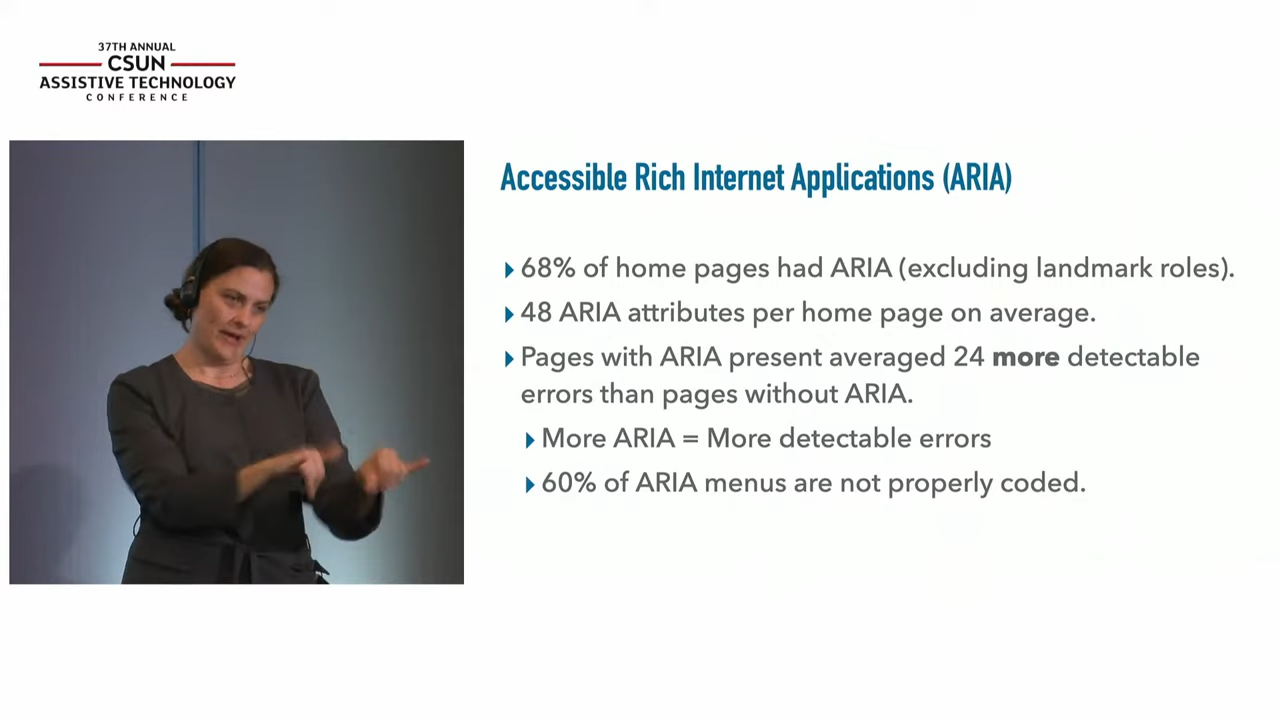 37TH ANNUAL
CSUN
ASSISTIVE TECHNOLOGY
CONFERENCE
Accessible Rich Internet Applications (ARIA)
68% of home pages had ARIA (excluding landmark roles).
48 ARIA attributes per home page on average.
Pages with ARIA present averaged 24 more detectable
errors than pages without ARIA.
More ARIA = More detectable errors
60% of ARIA menus are not properly coded.